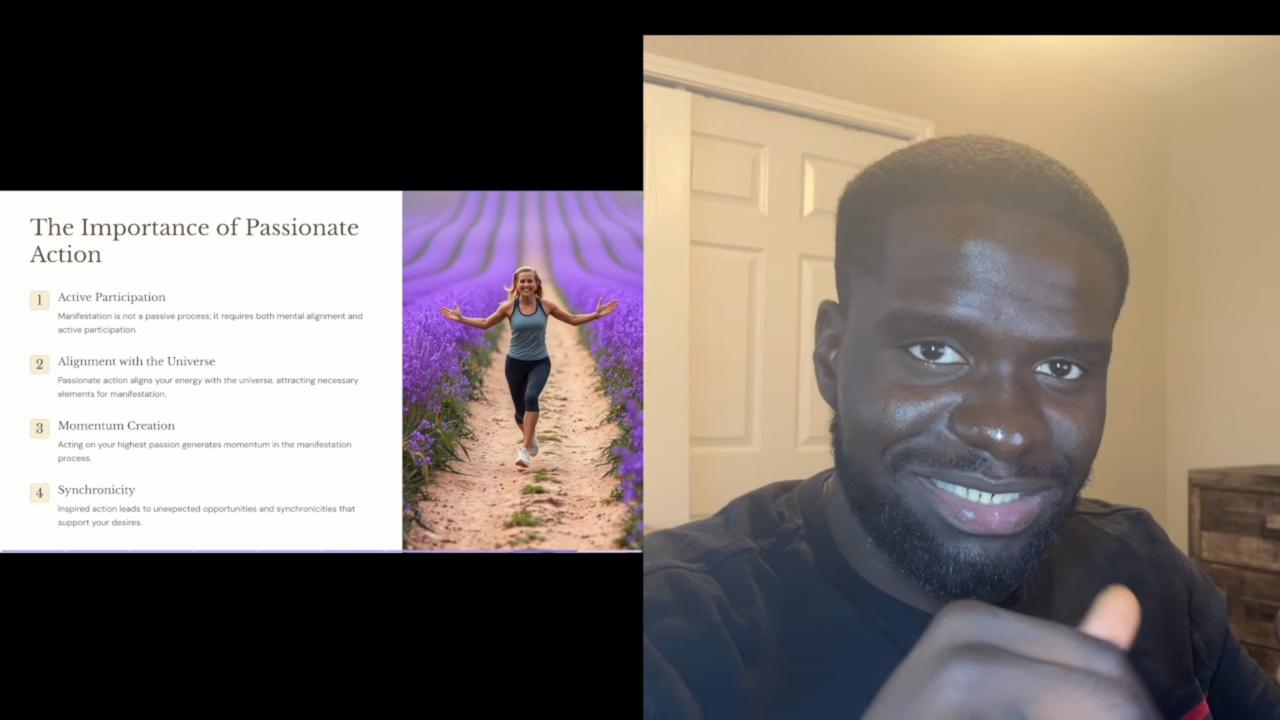 The Importance of Passionate
Action
1
Active Participation
Manifestation is not a passive process; it requires both mental alignment and
active participation.
2
Alignment with the Universe
Passionate action aligns your energy with the universe, attracting necessary
elements for manifestation.
3
Momentum Creation
Acting on your highest passion generates momentum in the manifestation
process.
4
Synchronicity
Inspired action leads to unexpected opportunities and synchronicities that
support your desires.